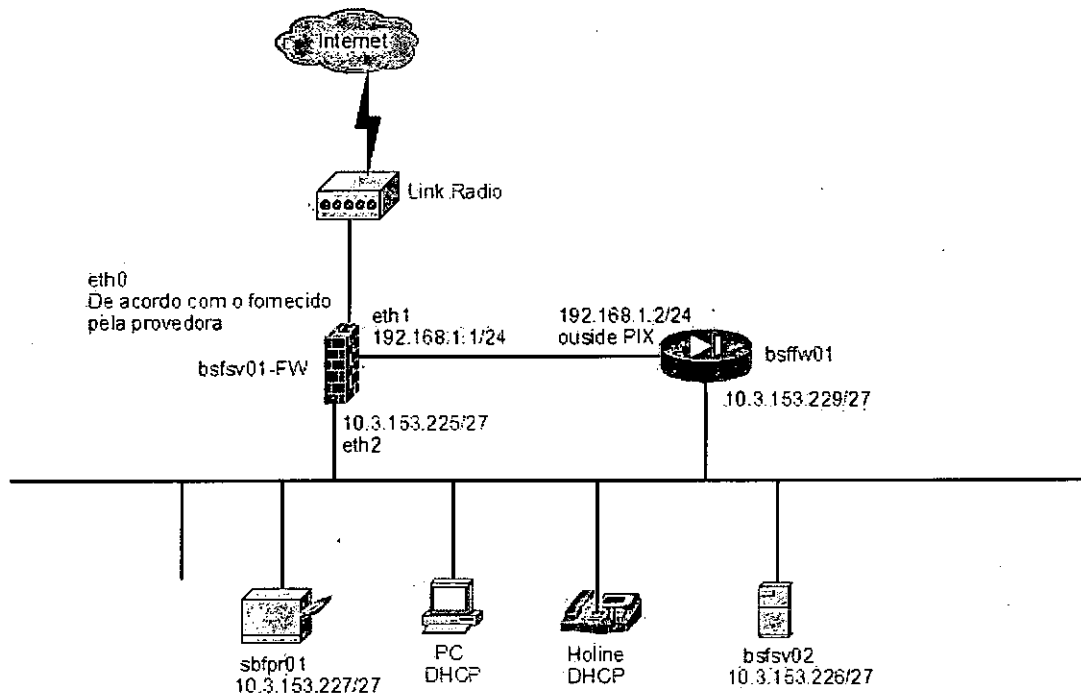 Internet
Link Radio
eth0
De acordo com o fornecido
pela provedora
eth1
192.168.1.1/24
192.168.1.2/24
ouside PIX
bsfsv01-FW
bsffw01
10.3.153.225/27
eth2
10.3.153.229/27
sbfpr01
10.3.153.227/27
PC
DHCP
Holine
DHCP
bsfsv02
10.3.153.226/27